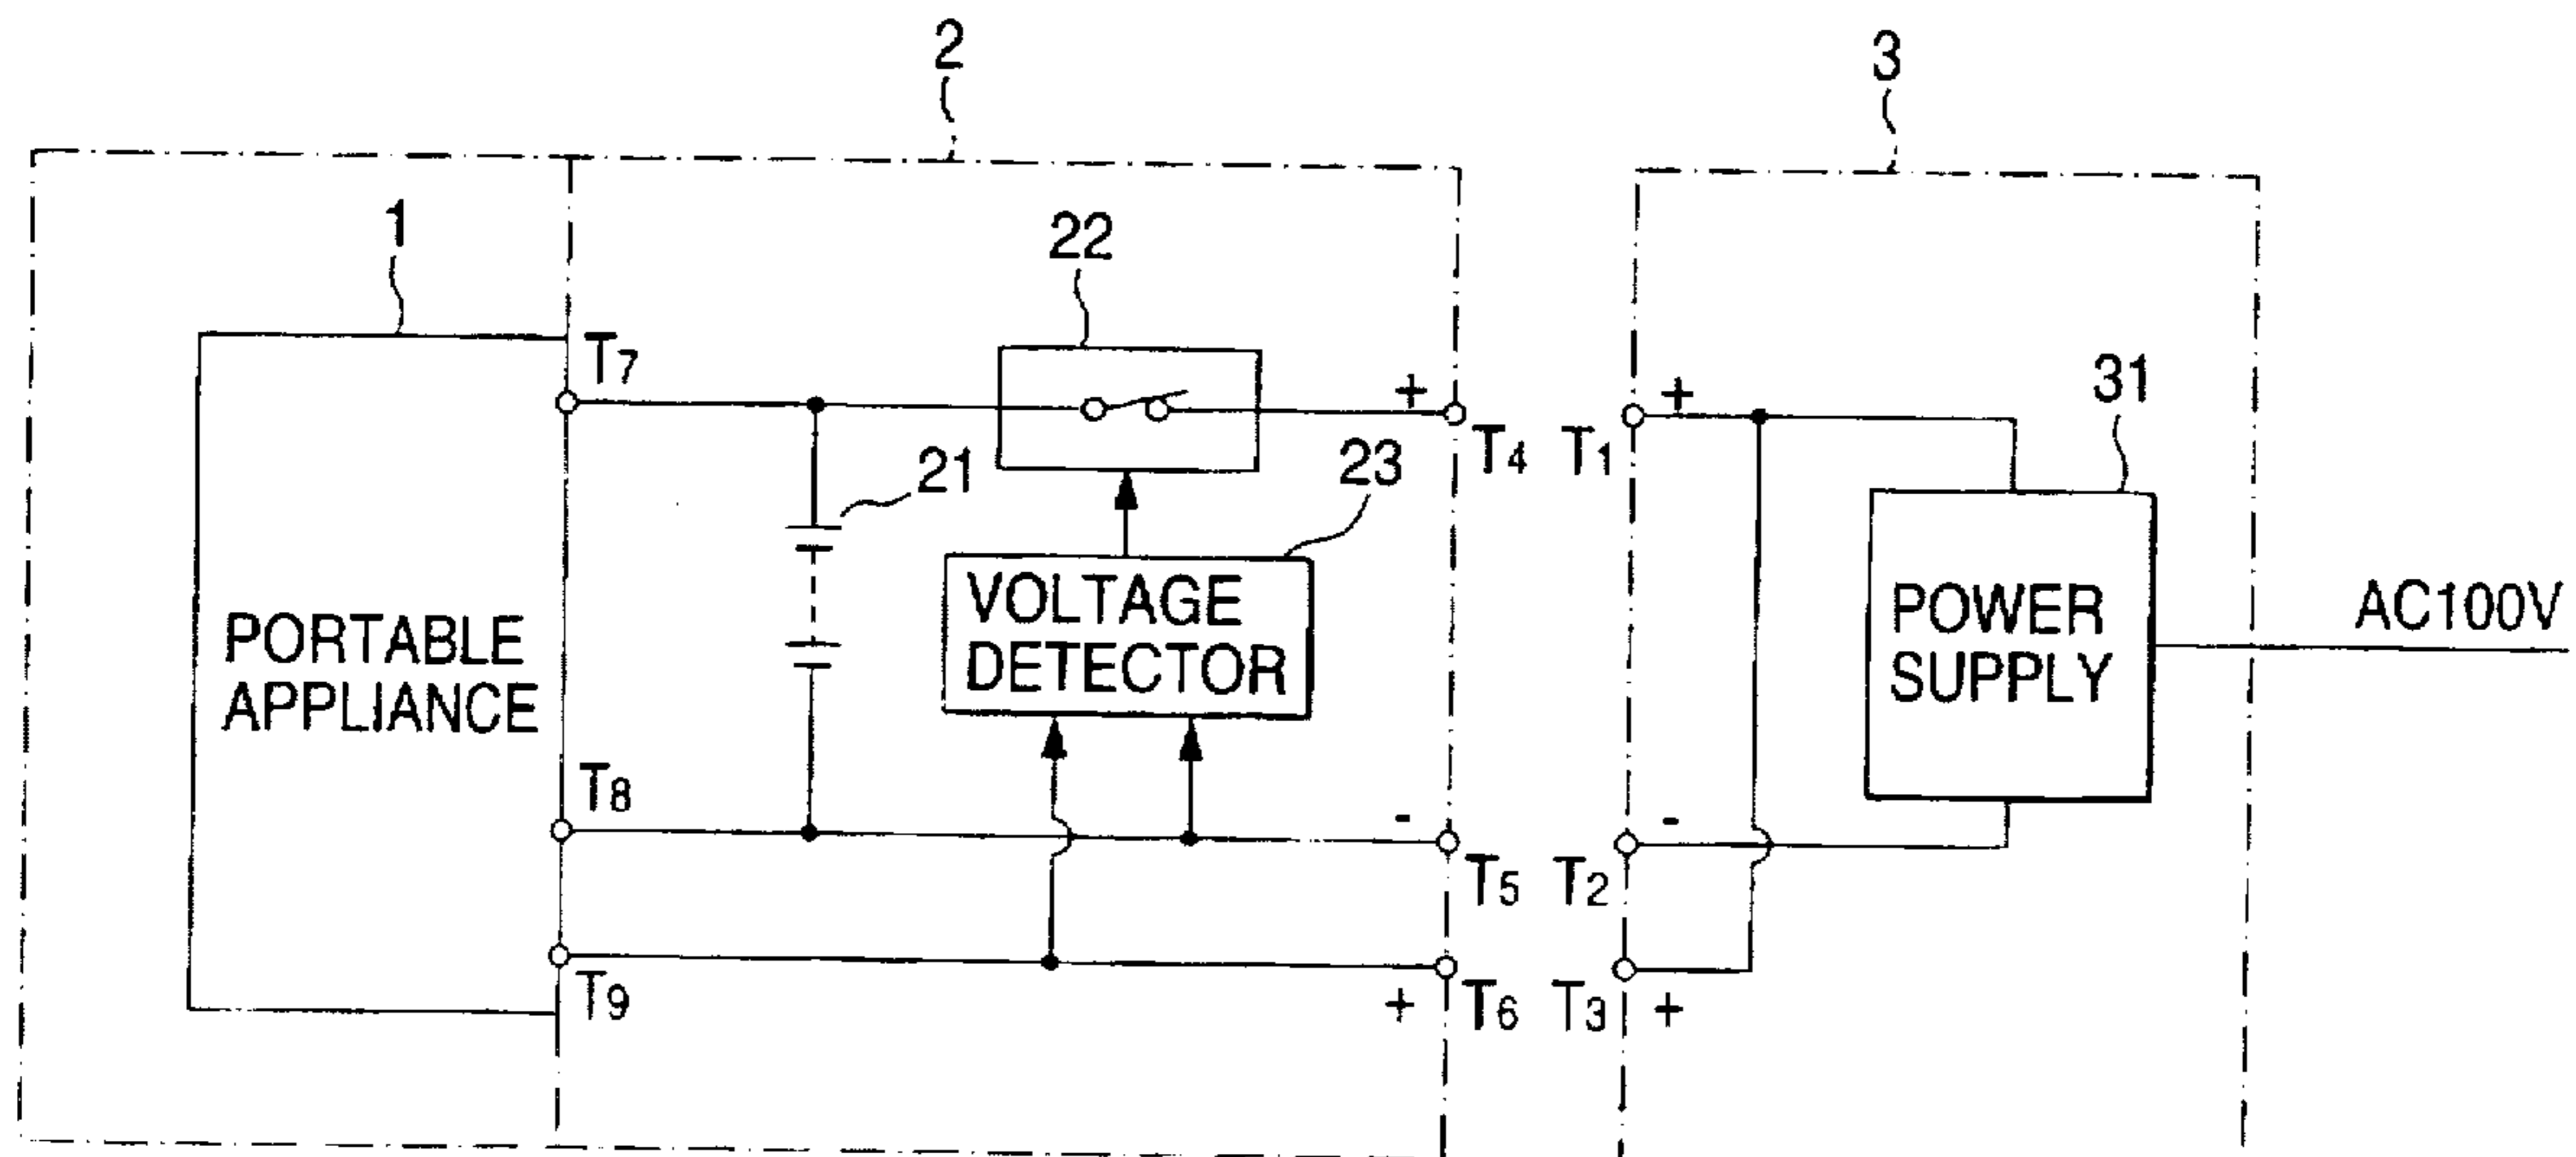 2
3
1
22
T7
+
+
31
21
T4
T1
23
VOLTAGE
DETECTOR
POWER
SUPPLY
AC100V
PORTABLE
APPLIANCE
T8
-
-
T5
T2
T9
+
T6
T3
+